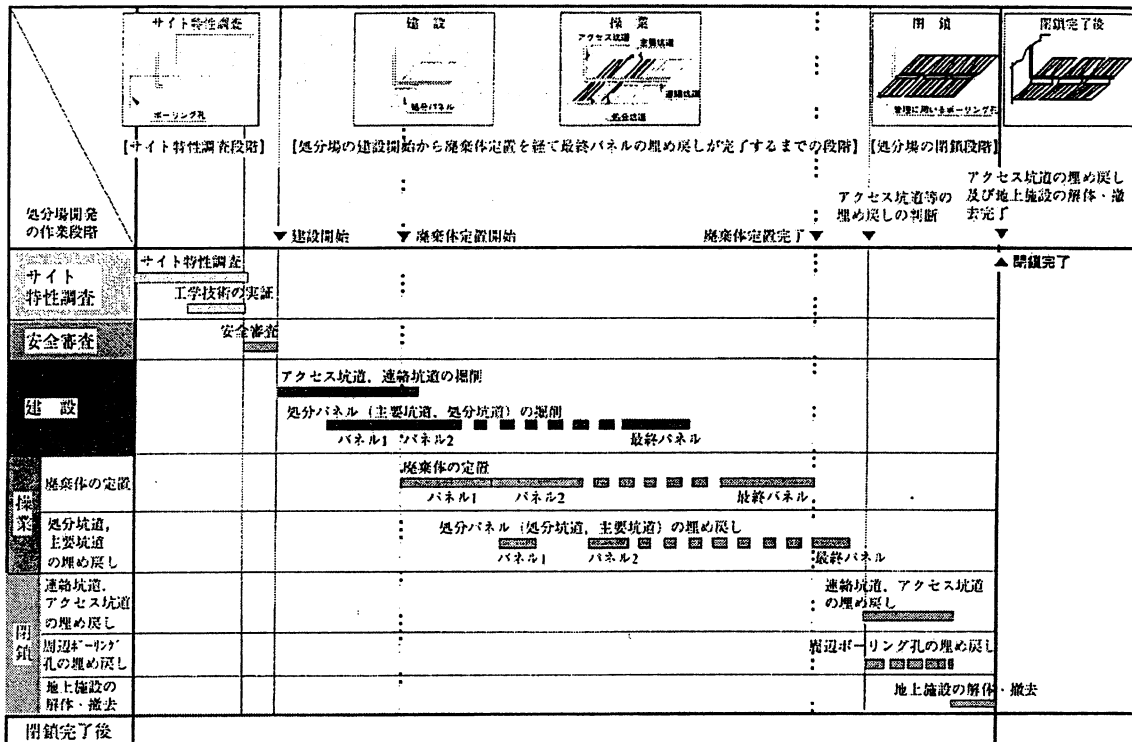 サイト特性調査
ボーリング孔
建 設
処分パネル
操 業
アクセス坑道
主要坑道
連絡坑道
処分坑道
閉 鎖
管理に用いるボーリング孔
閉鎖完了後
【サイト特性調査段階】
【処分場の建設開始から廃棄体定置を経て最終パネルの埋め戻しが完了するまでの段階】
【処分場の閉鎖段階】
処分場開発
の作業段階
▼建設開始
▼廃棄体定置開始
廃棄体定置完了▼
アクセス坑道等の
埋め戻しの判断
アクセス坑道の埋め戻し
及び地上施設の解体・撤
去完了
▲閉鎖完了
サイト
特性調査
サイト特性調査
工学技術の実証
安全審査
安全審査
建 設
アクセス坑道，連絡坑道の掘削
処分パネル（主要坑道，処分坑道）の掘削
パネル1
パネル2
最終パネル
操業
廃棄体の定置
廃棄体の定置
パネル1
パネル2
最終パネル
処分坑道，
主要坑道
の埋め戻し
処分パネル（処分坑道，主要坑道）の埋め戻し
パネル1
パネル2
最終パネル
閉鎖
連絡坑道，
アクセス坑道
の埋め戻し
連絡坑道，アクセス坑道
の埋め戻し
周辺ボーリング
孔の埋め戻し
周辺ボーリング孔の埋め戻し
地上施設の
解体・撤去
地上施設の解体・撤去
閉鎖完了後